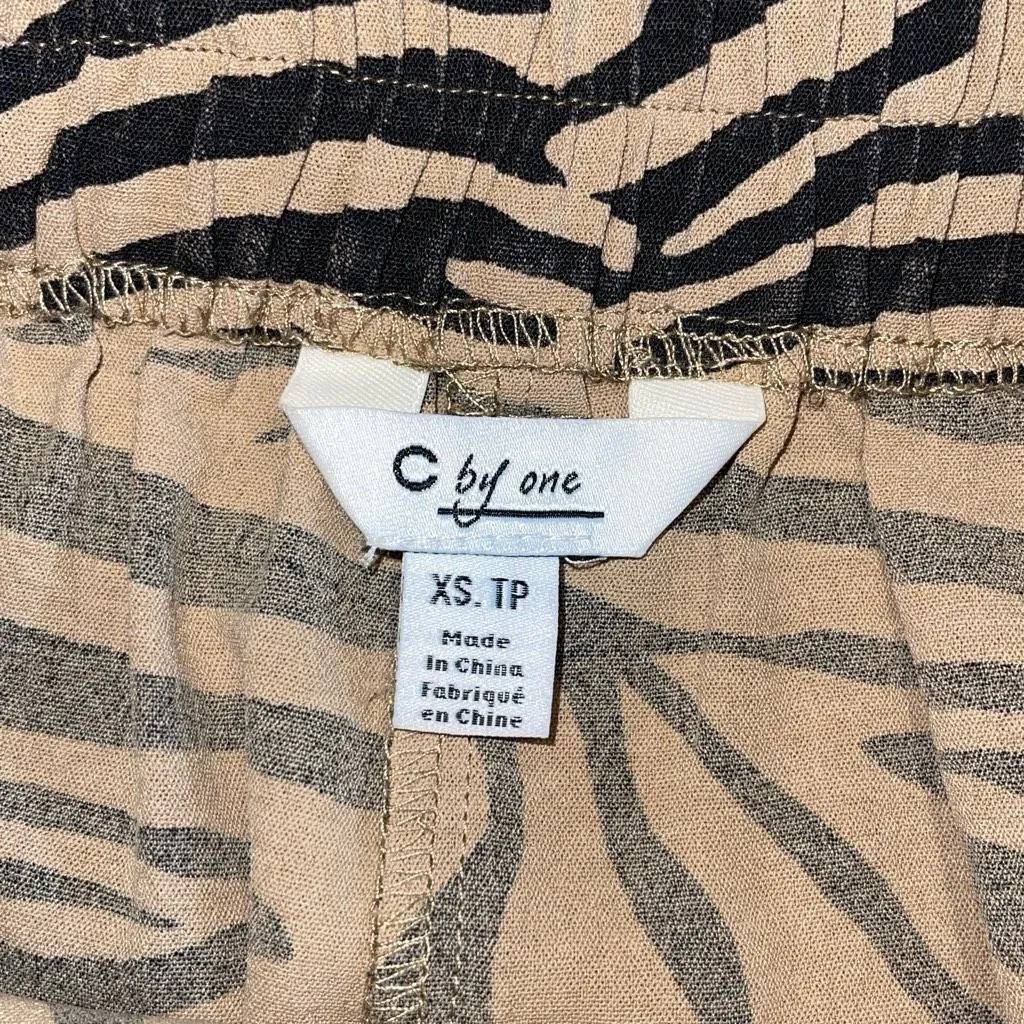 C by one
XS. TP
Made
In China
Fabriqué
en Chine